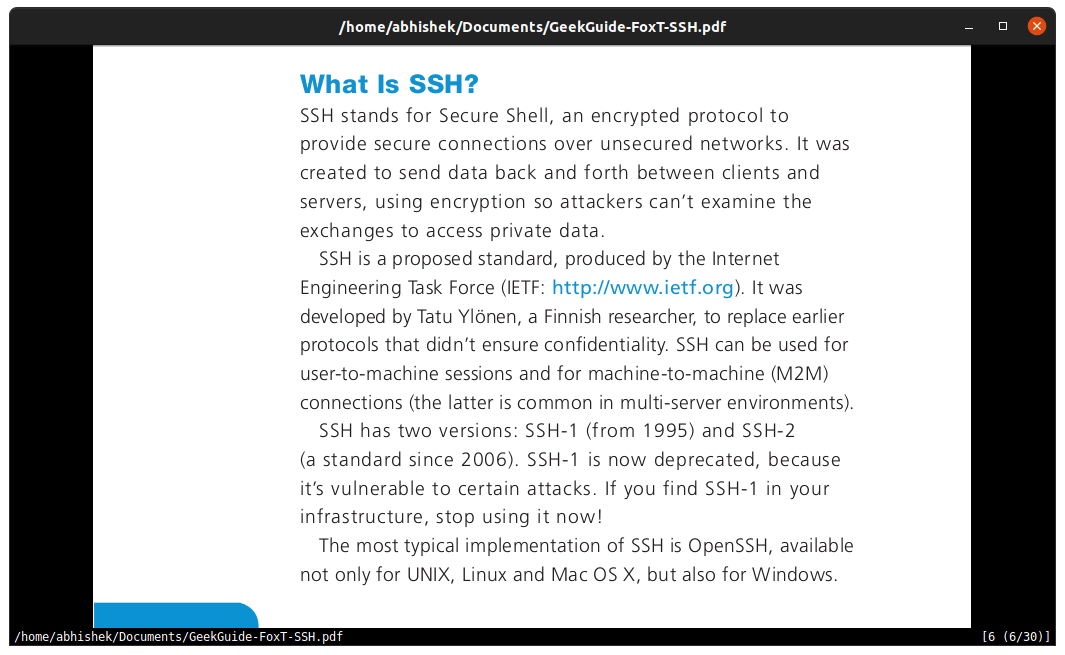 /home/abhishek/Documents/GeekGuide-FoxT-SSH.pdf
What Is SSH?
SSH stands for Secure Shell, an encrypted protocol to
provide secure connections over unsecured networks. It was
created to send data back and forth between clients and
servers, using encryption so attackers can’t examine the
exchanges to access private data.
SSH is a proposed standard, produced by the Internet
Engineering Task Force (IETF: http://www.ietf.org). It was
developed by Tatu Ylönen, a Finnish researcher, to replace earlier
protocols that didn’t ensure confidentiality. SSH can be used for
user-to-machine sessions and for machine-to-machine (M2M)
connections (the latter is common in multi-server environments).
SSH has two versions: SSH-1 (from 1995) and SSH-2
(a standard since 2006). SSH-1 is now deprecated, because
it’s vulnerable to certain attacks. If you find SSH-1 in your
infrastructure, stop using it now!
The most typical implementation of SSH is OpenSSH, available
not only for UNIX, Linux and Mac OS X, but also for Windows.
/home/abhishek/Documents/GeekGuide-FoxT-SSH.pdf [6 (6/30)]